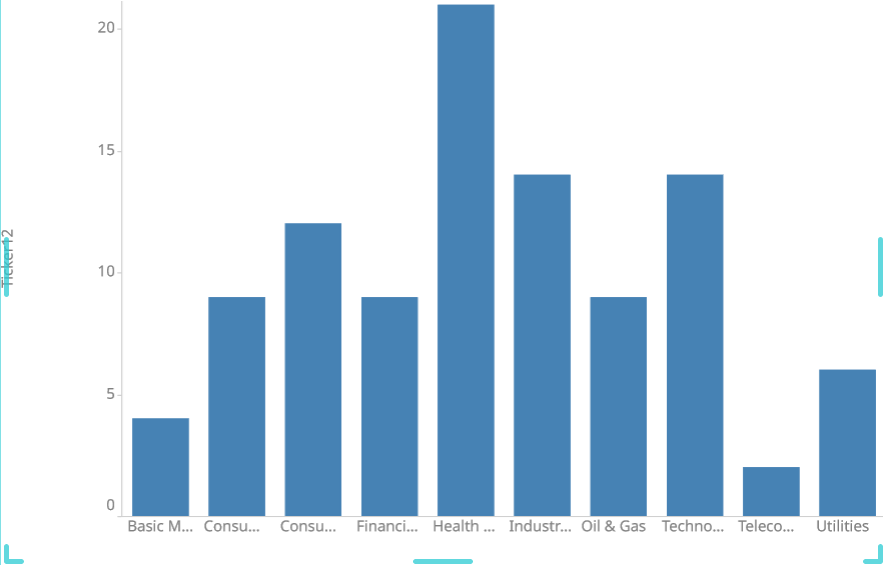 20
15
10
5
0
Ticker12
Basic M...
Consu...
Consu...
Financi...
Health ...
Industr...
Oil & Gas
Techno...
Teleco...
Utilities